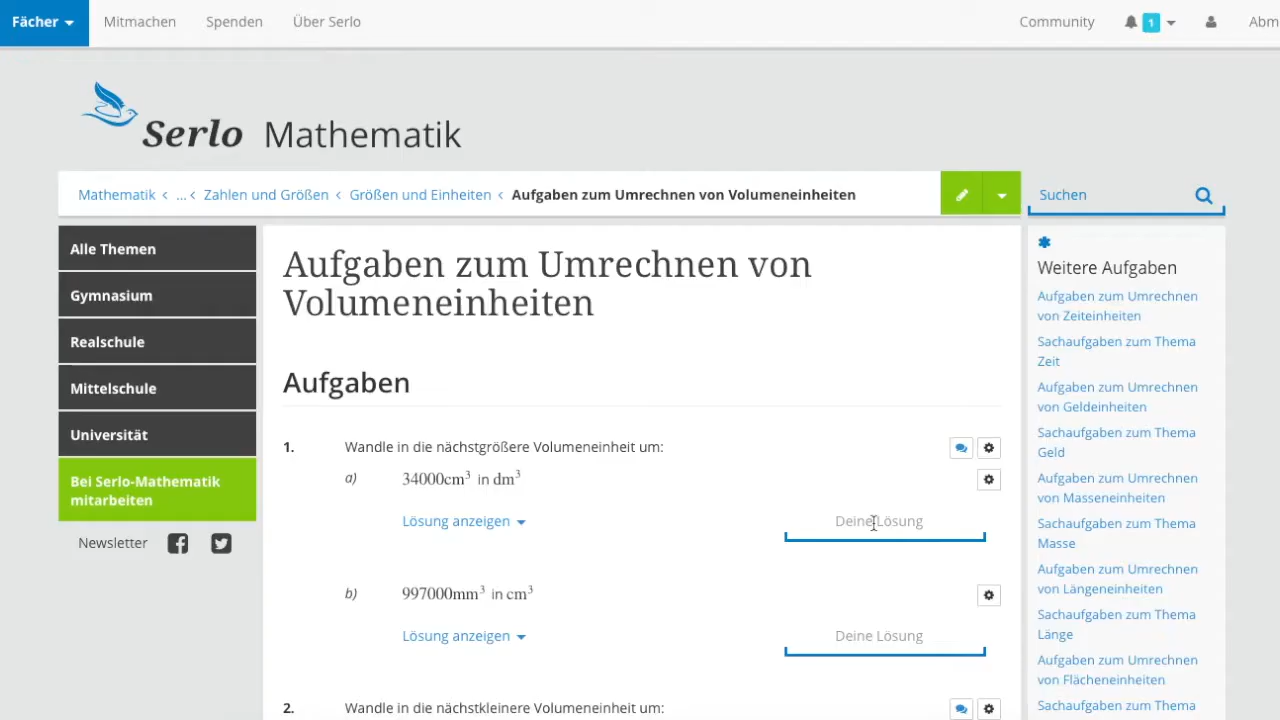 Fächer
Mitmachen
Spenden
Über Serlo
Community
1
Abm
Serlo Mathematik
Mathematik < ... < Zahlen und Größen < Größen und Einheiten < Aufgaben zum Umrechnen von Volumeneinheiten
Suchen
Alle Themen
Gymnasium
Realschule
Mittelschule
Universität
Bei Serlo-Mathematik
mitarbeiten
Newsletter
Aufgaben zum Umrechnen von
Volumeneinheiten
Aufgaben
1. Wandle in die nächstgrößere Volumeneinheit um:
a) 34000cm³ in dm³
Lösung anzeigen
Deine Lösung
b) 997000mm³ in cm³
Lösung anzeigen
Deine Lösung
2. Wandle in die nächstkleinere Volumeneinheit um:
Weitere Aufgaben
Aufgaben zum Umrechnen
von Zeiteinheiten
Sachaufgaben zum Thema
Zeit
Aufgaben zum Umrechnen
von Geldeinheiten
Sachaufgaben zum Thema
Geld
Aufgaben zum Umrechnen
von Masseneinheiten
Sachaufgaben zum Thema
Masse
Aufgaben zum Umrechnen
von Längeneinheiten
Sachaufgaben zum Thema
Länge
Aufgaben zum Umrechnen
von Flächeneinheiten
Sachaufgaben zum Thema